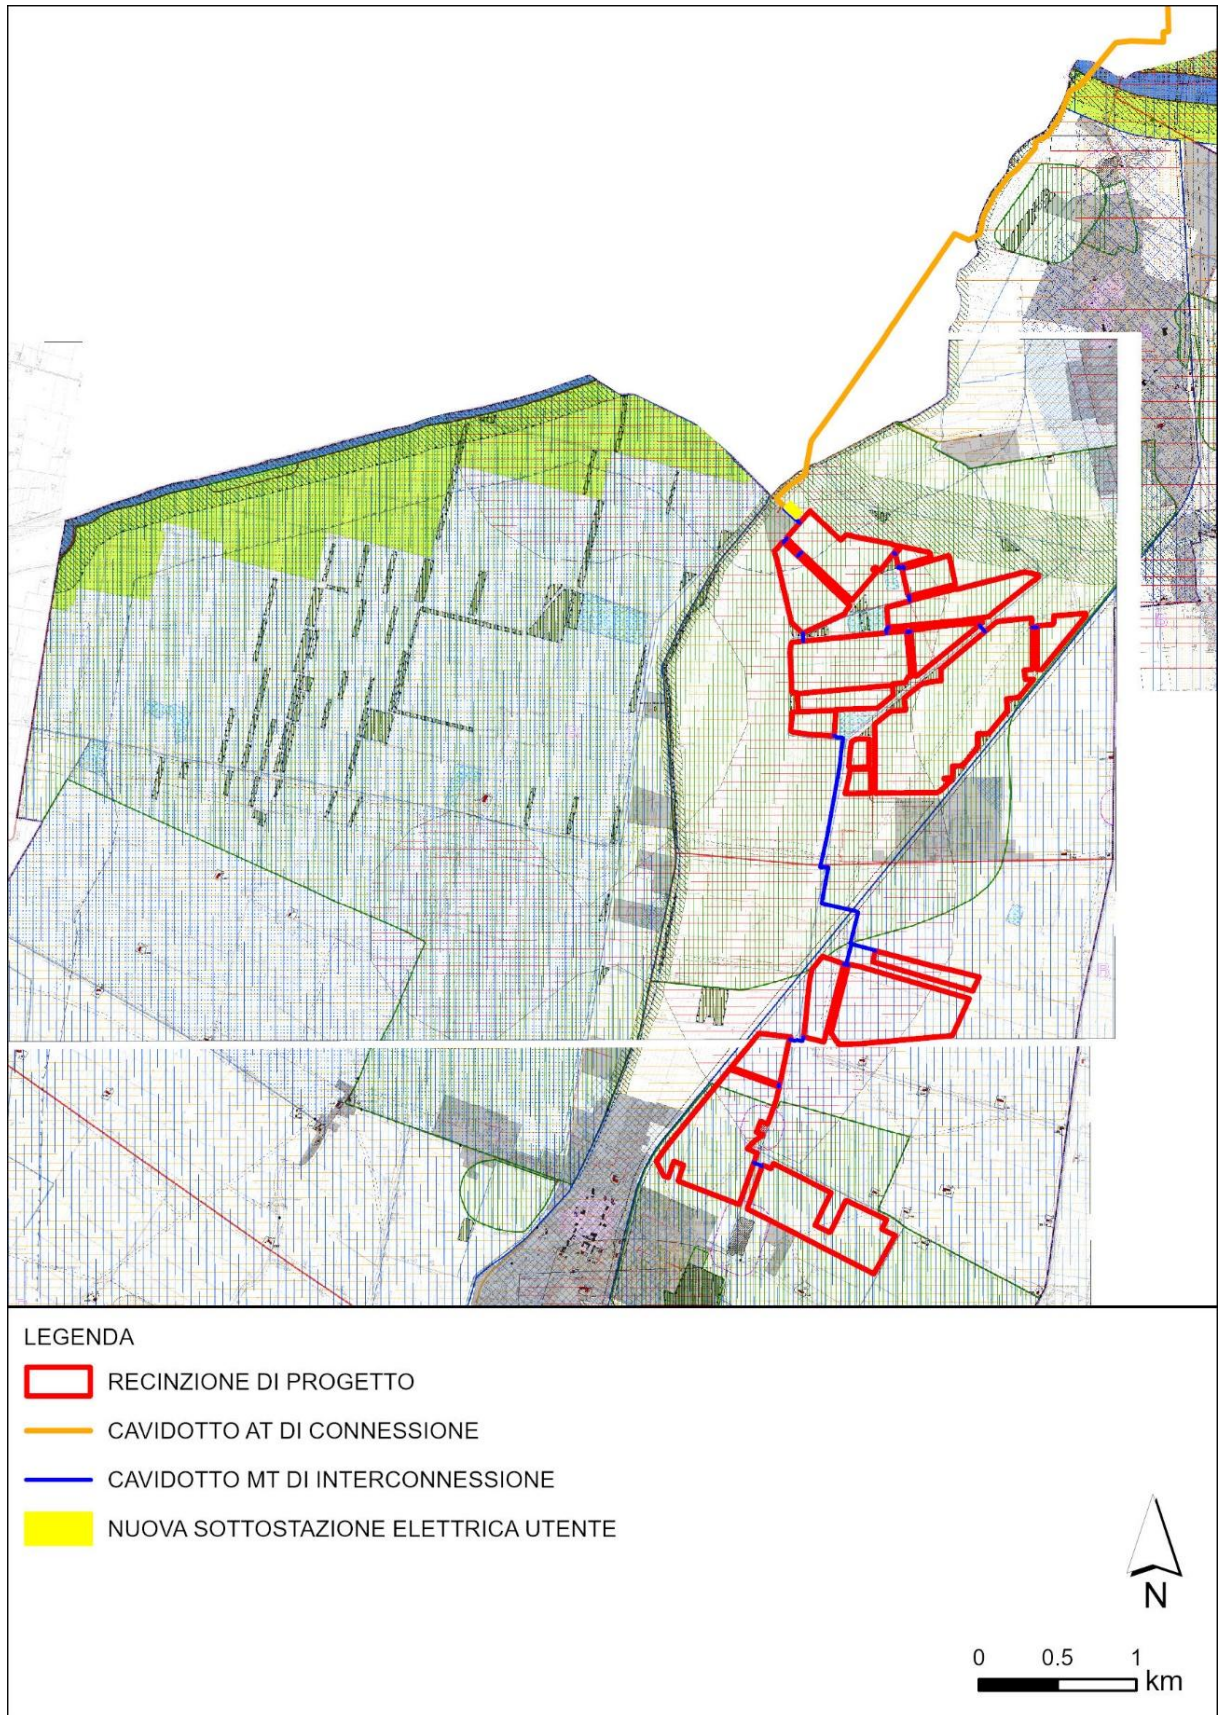 LEGENDA
RECINZIONE DI PROGETTO
CAVIDOTTO AT DI CONNESSIONE
CAVIDOTTO MT DI INTERCONNESSIONE
NUOVA SOTTOSTAZIONE ELETTRICA UTENTE
N
0 0.5 1
km